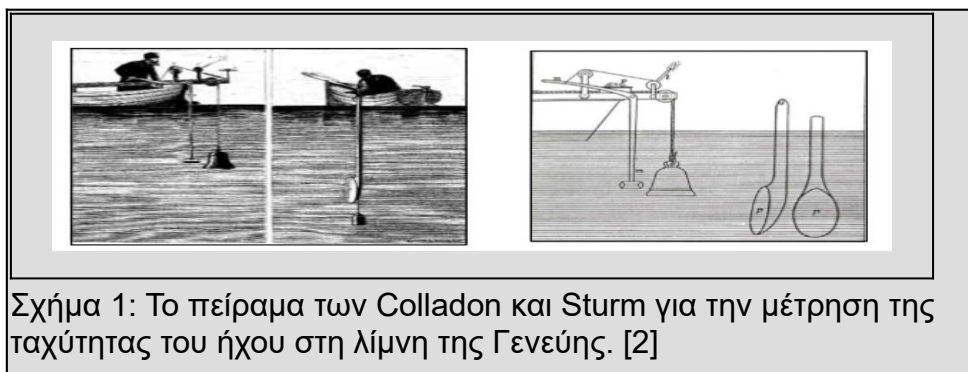 Σχήμα 1: Το πείραμα των Colladon και Sturm για την μέτρηση της
ταχύτητας του ήχου στη λίμνη της Γενεύης. [2]